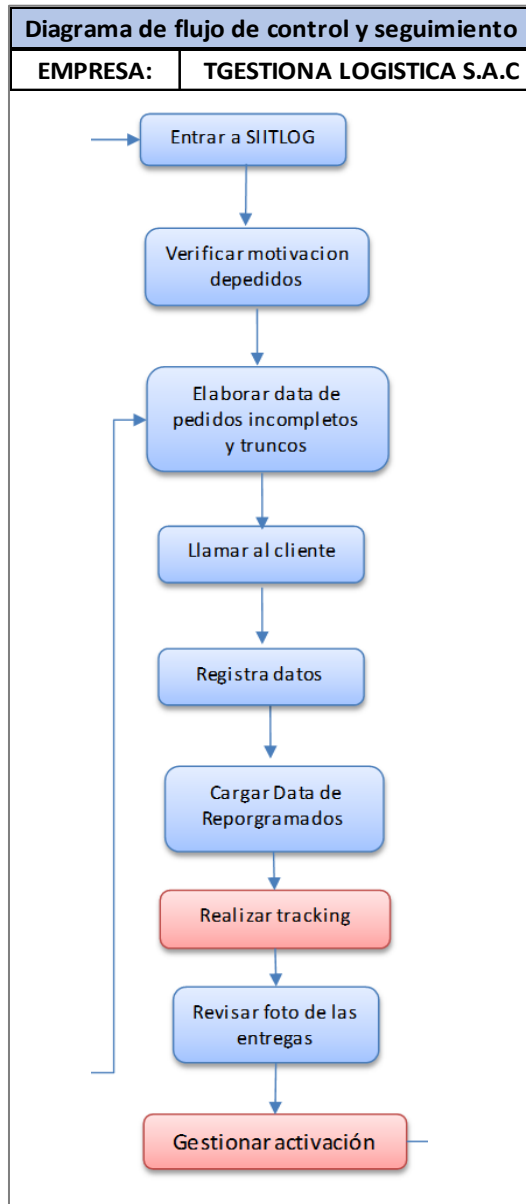 Diagrama de flujo de control y seguimiento
EMPRESA: TGESTIONA LOGISTICA S.A.C
Entrar a SIITLOG
Verificar motivacion
depedidos
Elaborar data de
pedidos incompletos
y truncos
Llamar al cliente
Registra datos
Cargar Data de
Reporgramados
Realizar tracking
Revisar foto de las
entregas
Gestionar activación